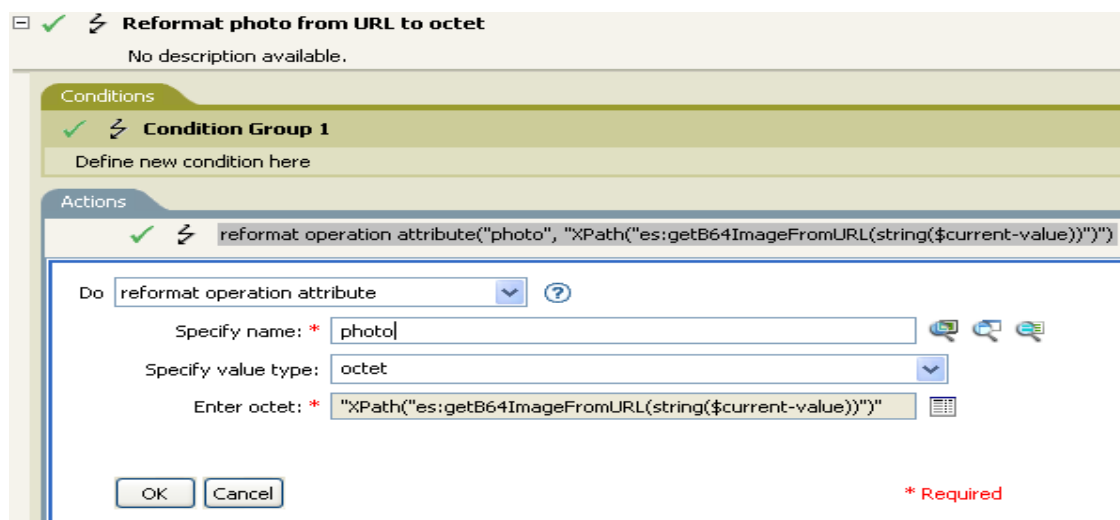 Reformat photo from URL to octet
No description available.
Conditions
Condition Group 1
Define new condition here
Actions
reformat operation attribute("photo", "XPath("es:getB64ImageFromURL(string($current-value))")")
Do reformat operation attribute ?
Specify name: * photo
Specify value type: octet
Enter octet: * "XPath("es:getB64ImageFromURL(string($current-value))")"
OK Cancel * Required